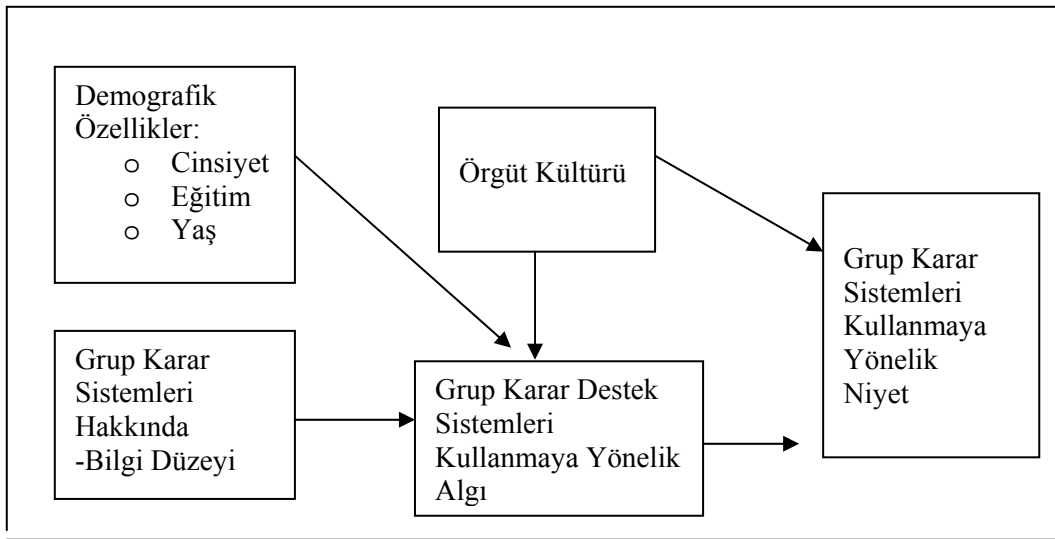 Demografik
Özellikler:
o Cinsiyet
o Eğitim
o Yaş
Örgüt Kültürü
Grup Karar
Sistemleri
Kullanmaya
Yönelik
Niyet
Grup Karar
Sistemleri
Hakkında
-Bilgi Düzeyi
Grup Karar Destek
Sistemleri
Kullanmaya Yönelik
Algı